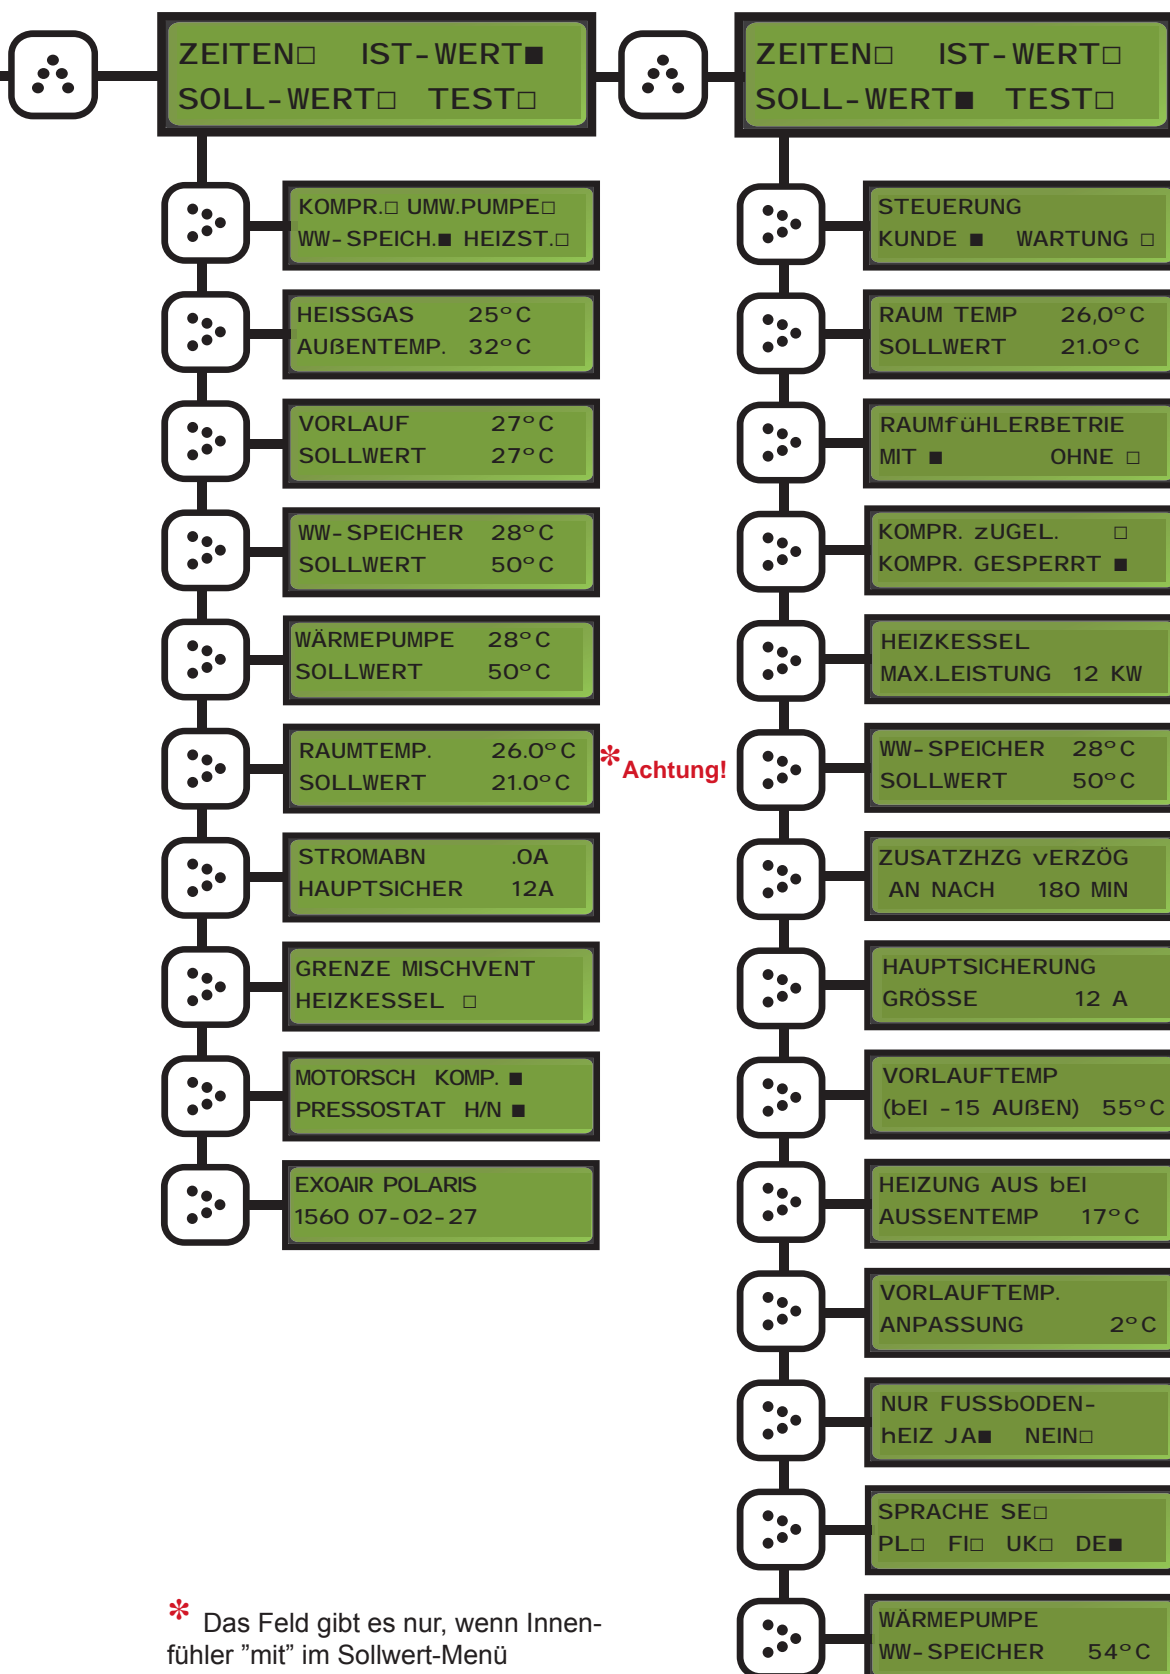 ZEITEN□ IST-WERT■
SOLL-WERT□ TEST□
KOMPR.□ UMW.PUMPE□
WW-SPEICH.■ HEIZST.□
HEISSGAS 25°C
AUßENTEMP. 32°C
VORLAUF 27°C
SOLLWERT 27°C
WW-SPEICHER 28°C
SOLLWERT 50°C
WÄRMEPUMPE 28°C
SOLLWERT 50°C
RAUMTEMP. 26.0°C
SOLLWERT 21.0°C
*Achtung!
STROMABN .0A
HAUPTSICHER 12A
GRENZE MISCHVENT
HEIZKESSEL □
MOTORSCH KOMP. ■
PRESSOSTAT H/N ■
EXOAIR POLARIS
1560 07-02-27
* Das Feld gibt es nur, wenn Innen-
fühler ”mit” im Sollwert-Menü
ZEITEN□ IST-WERT□
SOLL-WERT■ TEST□
STEUERUNG
KUNDE ■ WARTUNG □
RAUM TEMP 26,0°C
SOLLWERT 21.0°C
RAUMfüHLERBETRIE
MIT ■ OHNE □
KOMPR. zUGEL. □
KOMPR. GESPERRT ■
HEIZKESSEL
MAX.LEISTUNG 12 KW
WW-SPEICHER 28°C
SOLLWERT 50°C
ZUSATZHZG vERZÖG
AN NACH 180 MIN
HAUPTSICHERUNG
GRÖSSE 12 A
VORLAUFTEMP
(bEI -15 AUßEN) 55°C
HEIZUNG AUS bEI
AUSSENTEMP 17°C
VORLAUFTEMP.
ANPASSUNG 2°C
NUR FUSSbODEN-
hEIZ JA■ NEIN□
SPRACHE SE□
PL□ FI□ UK□ DE■
WÄRMEPUMPE
WW-SPEICHER 54°C